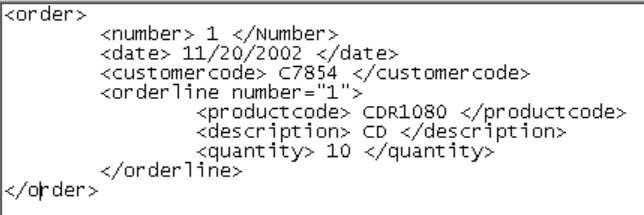 <order>
<number> 1 </Number>
<date> 11/20/2002 </date>
<customercode> C7854 </customercode>
<orderline number="1">
<productcode> CDR1080 </productcode>
<description> CD </description>
<quantity> 10 </quantity>
</orderline>
</order>